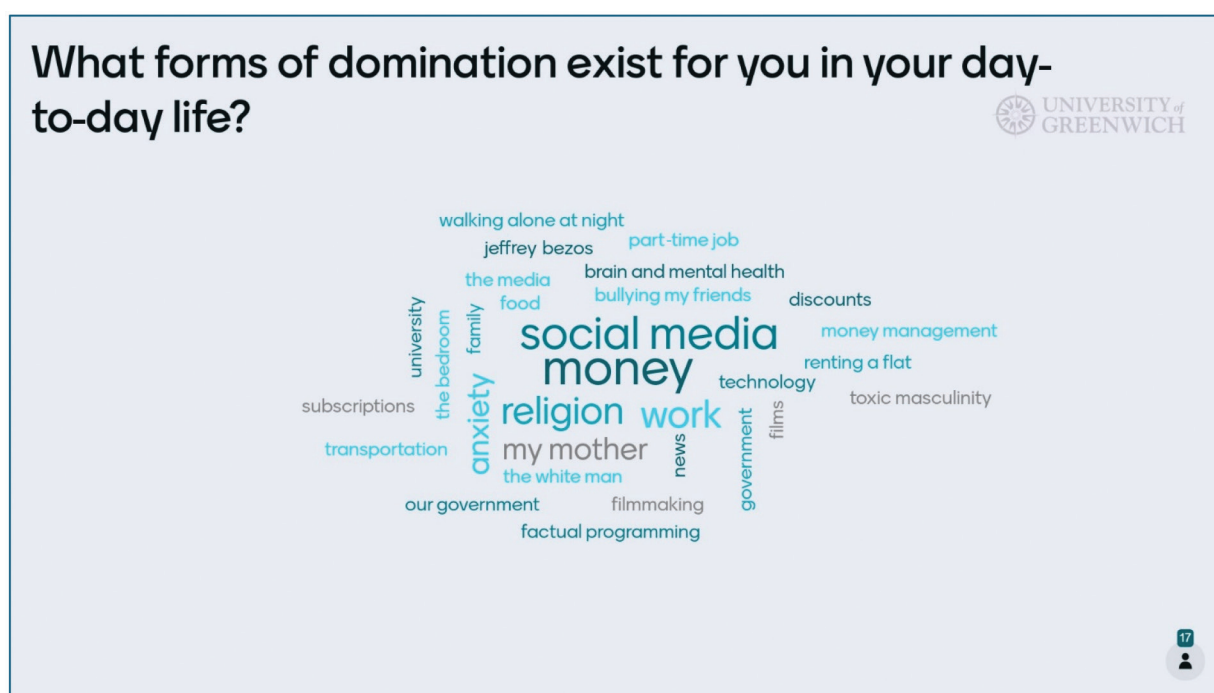 What forms of domination exist for you in your day-
to-day life?
UNIVERSITY of
GREENWICH
walking alone at night
part-time job
jeffrey bezos
brain and mental health
the media
bullying my friends
discounts
food
university
the bedroom
family
social media
money management
money
renting a flat
technology
toxic masculinity
subscriptions
anxiety
religion
work
films
government
transportation
my mother
news
the white man
our government
filmmaking
factual programming
17